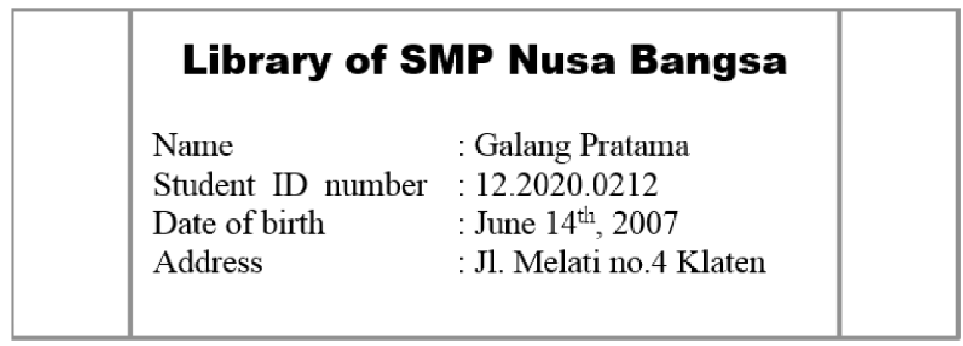 Library of SMP Nusa Bangsa
Name : Galang Pratama
Student ID number : 12.2020.0212
Date of birth : June 14th, 2007
Address : Jl. Melati no.4 Klaten